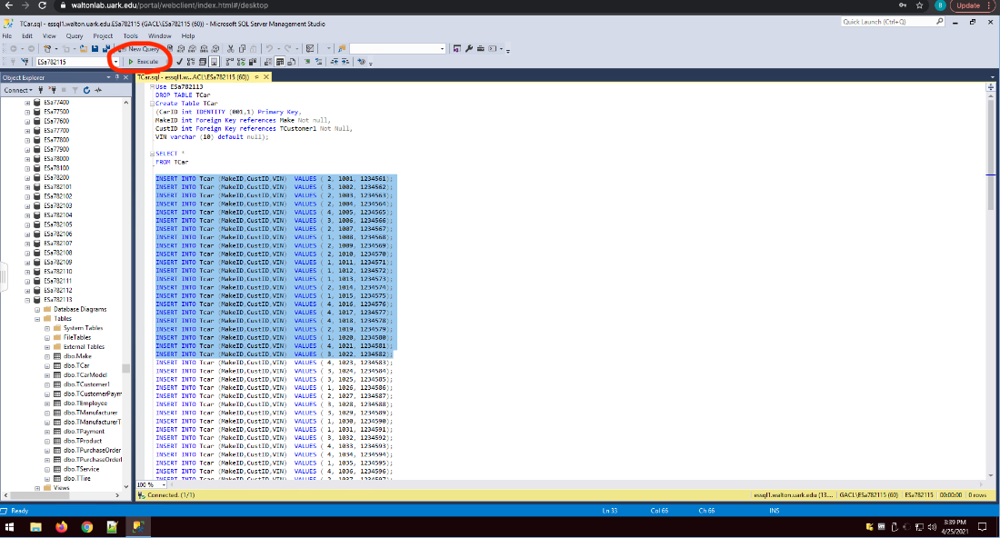 waltonlab.uark.edu/portal/webclient/index.html#/desktop
B
Update
TCar.sql - essql1.walton.uark.edu.ESa782115 (GACL\ESa782115 (60)) - Microsoft SQL Server Management Studio
Quick Launch (Ctrl+Q)
File Edit View Query Project Tools Window Help
New Query
ESa782115
Execute
Object Explorer
TCar.sql - essql1.w...ACL\ESa782115 (60))
Connect
ESa77400
ESa77500
ESa77600
ESa77700
ESa77800
ESa77900
ESa78000
ESa78100
ESa78200
ESa782101
ESa782102
ESa782103
ESa782104
ESa782105
ESa782106
ESa782107
ESa782108
ESa782109
ESa782110
ESa782111
ESa782112
ESa782113
Database Diagrams
Tables
System Tables
FileTables
External Tables
dbo.Make
dbo.TCar
dbo.TCarModel
dbo.TCustomer1
dbo.TCustomerPaym
dbo.TEmployee
dbo.TManufacturer
dbo.TManufacturerT
dbo.TPayment
dbo.TProduct
dbo.TPurchaseOrder
dbo.TPurchaseOrderI
dbo.TService
dbo.TTire
Views
Use ESa782113
DROP TABLE TCar
Create Table TCar
(CarID int IDENTITY (001,1) Primary Key,
MakeID int Foreign Key references Make Not null,
CustID int Foreign Key references TCustomer1 Not Null,
VIN varchar (10) default null);
SELECT *
FROM TCar
INSERT INTO Tcar (MakeID,CustID,VIN) VALUES ( 2, 1001, 1234561);
INSERT INTO Tcar (MakeID,CustID,VIN) VALUES ( 3, 1002, 1234562);
INSERT INTO Tcar (MakeID,CustID,VIN) VALUES ( 2, 1003, 1234563);
INSERT INTO Tcar (MakeID,CustID,VIN) VALUES ( 2, 1004, 1234564);
INSERT INTO Tcar (MakeID,CustID,VIN) VALUES ( 4, 1005, 1234565);
INSERT INTO Tcar (MakeID,CustID,VIN) VALUES ( 3, 1006, 1234566);
INSERT INTO Tcar (MakeID,CustID,VIN) VALUES ( 2, 1007, 1234567);
INSERT INTO Tcar (MakeID,CustID,VIN) VALUES ( 1, 1008, 1234568);
INSERT INTO Tcar (MakeID,CustID,VIN) VALUES ( 2, 1009, 1234569);
INSERT INTO Tcar (MakeID,CustID,VIN) VALUES ( 2, 1010, 1234570);
INSERT INTO Tcar (MakeID,CustID,VIN) VALUES ( 1, 1011, 1234571);
INSERT INTO Tcar (MakeID,CustID,VIN) VALUES ( 1, 1012, 1234572);
INSERT INTO Tcar (MakeID,CustID,VIN) VALUES ( 1, 1013, 1234573);
INSERT INTO Tcar (MakeID,CustID,VIN) VALUES ( 2, 1014, 1234574);
INSERT INTO Tcar (MakeID,CustID,VIN) VALUES ( 1, 1015, 1234575);
INSERT INTO Tcar (MakeID,CustID,VIN) VALUES ( 4, 1016, 1234576);
INSERT INTO Tcar (MakeID,CustID,VIN) VALUES ( 4, 1017, 1234577);
INSERT INTO Tcar (MakeID,CustID,VIN) VALUES ( 4, 1018, 1234578);
INSERT INTO Tcar (MakeID,CustID,VIN) VALUES ( 2, 1019, 1234579);
INSERT INTO Tcar (MakeID,CustID,VIN) VALUES ( 1, 1020, 1234580);
INSERT INTO Tcar (MakeID,CustID,VIN) VALUES ( 4, 1021, 1234581);
INSERT INTO Tcar (MakeID,CustID,VIN) VALUES ( 3, 1022, 1234582);
INSERT INTO Tcar (MakeID,CustID,VIN) VALUES ( 4, 1023, 1234583);
INSERT INTO Tcar (MakeID,CustID,VIN) VALUES ( 3, 1024, 1234584);
INSERT INTO Tcar (MakeID,CustID,VIN) VALUES ( 3, 1025, 1234585);
INSERT INTO Tcar (MakeID,CustID,VIN) VALUES ( 1, 1026, 1234586);
INSERT INTO Tcar (MakeID,CustID,VIN) VALUES ( 2, 1027, 1234587);
INSERT INTO Tcar (MakeID,CustID,VIN) VALUES ( 3, 1028, 1234588);
INSERT INTO Tcar (MakeID,CustID,VIN) VALUES ( 3, 1029, 1234589);
INSERT INTO Tcar (MakeID,CustID,VIN) VALUES ( 1, 1030, 1234590);
INSERT INTO Tcar (MakeID,CustID,VIN) VALUES ( 1, 1031, 1234591);
INSERT INTO Tcar (MakeID,CustID,VIN) VALUES ( 3, 1032, 1234592);
INSERT INTO Tcar (MakeID,CustID,VIN) VALUES ( 4, 1033, 1234593);
INSERT INTO Tcar (MakeID,CustID,VIN) VALUES ( 4, 1034, 1234594);
INSERT INTO Tcar (MakeID,CustID,VIN) VALUES ( 1, 1035, 1234595);
INSERT INTO Tcar (MakeID,CustID,VIN) VALUES ( 4, 1036, 1234596);
100 %
Connected. (1/1)
essql1.walton.uark.edu (13....
GACL\ESa782115 (60)
ESa782115
00:00:00
0 rows
Ready
Ln 33
Col 66
Ch 66
INS
3:39 PM
4/25/2021